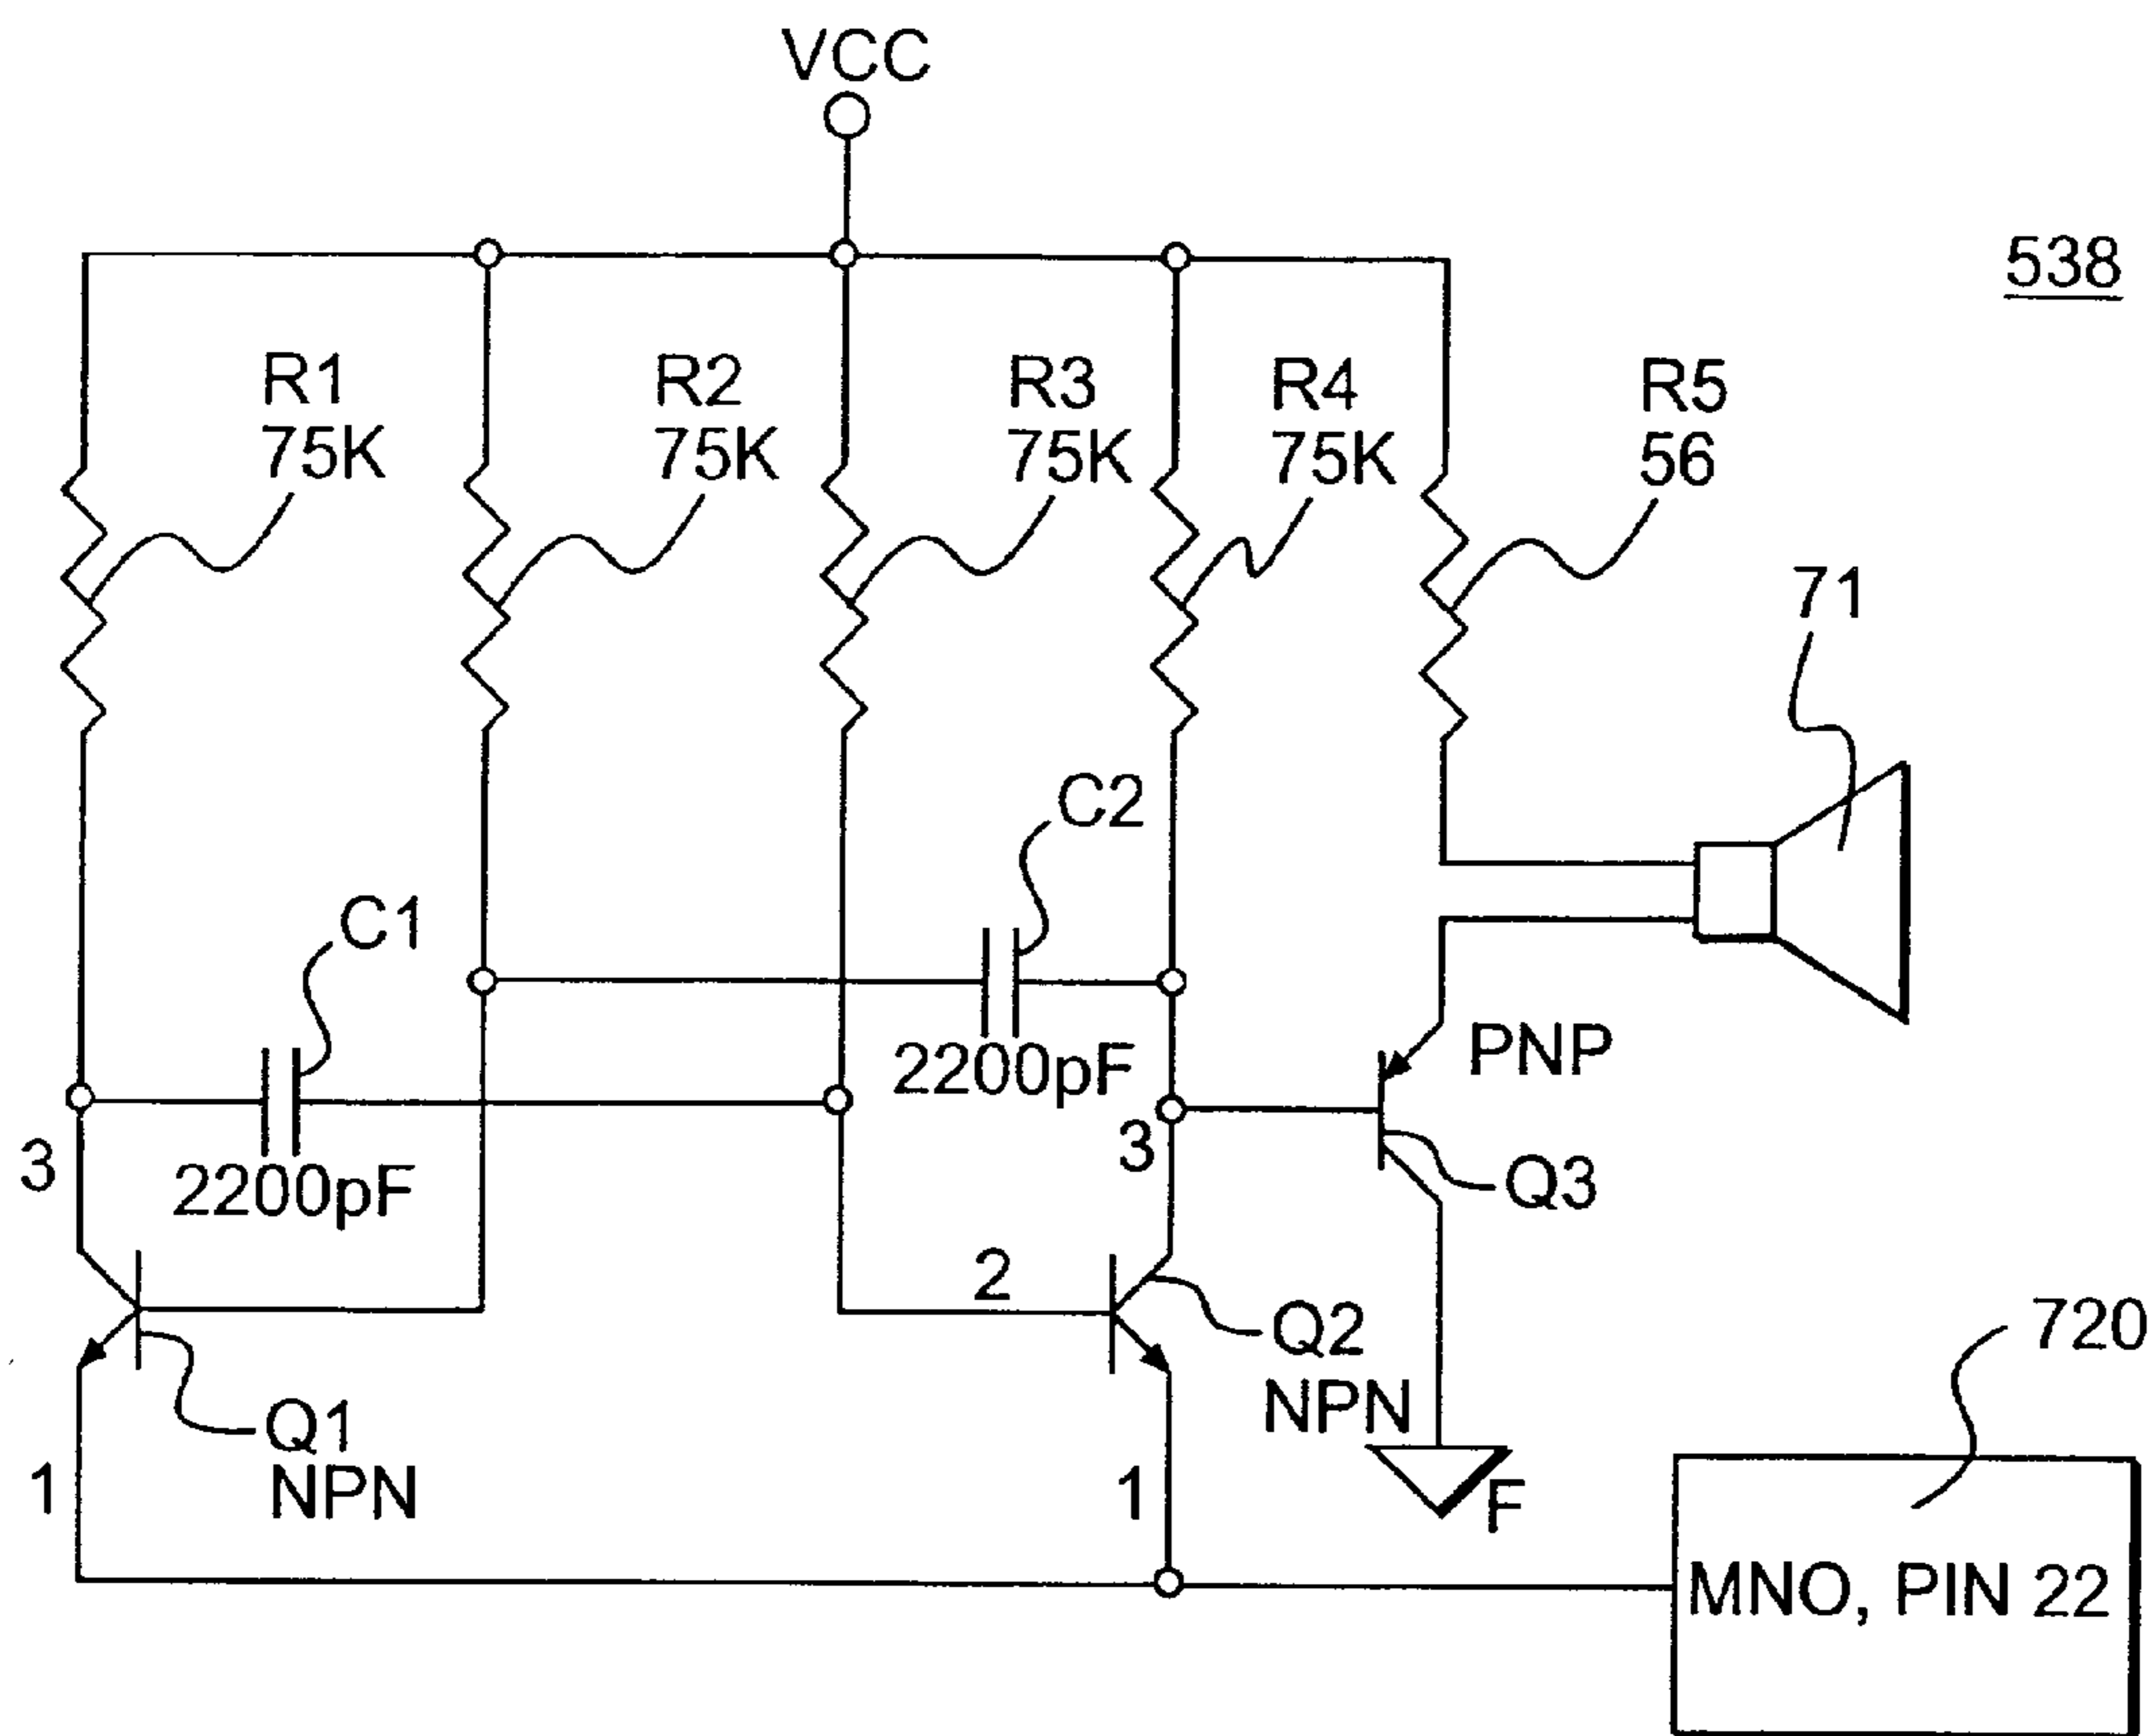 VCC
538
R1
75K
R2
75K
R3
75K
R4
75K
R5
56
71
C2
C1
2200pF
PNP
3
2200pF
3
Q3
2
Q2
NPN
720
Q1
NPN
1
1
F
MNO, PIN 22